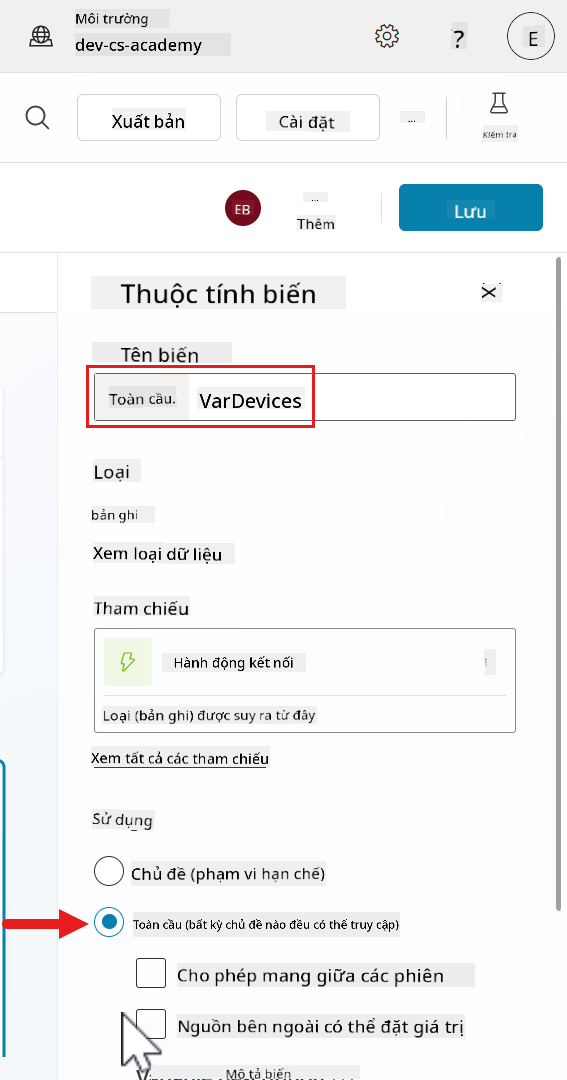 Môi trường
dev-cs-academy
?
E
Xuất bản
Cài đặt
...
Kiểm tra
EB
...
Thêm
Lưu
Thuộc tính biến
Tên biến
Toàn cầu. VarDevices
Loại
bản ghi
Xem loại dữ liệu
Tham chiếu
Hành động kết nối
Loại (bản ghi) được suy ra từ đây
Xem tất cả các tham chiếu
Sử dụng
Chủ đề (phạm vi hạn chế)
Toàn cầu (bất kỳ chủ đề nào đều có thể truy cập)
Cho phép mang giữa các phiên
Nguồn bên ngoài có thể đặt giá trị
Mô tả biến